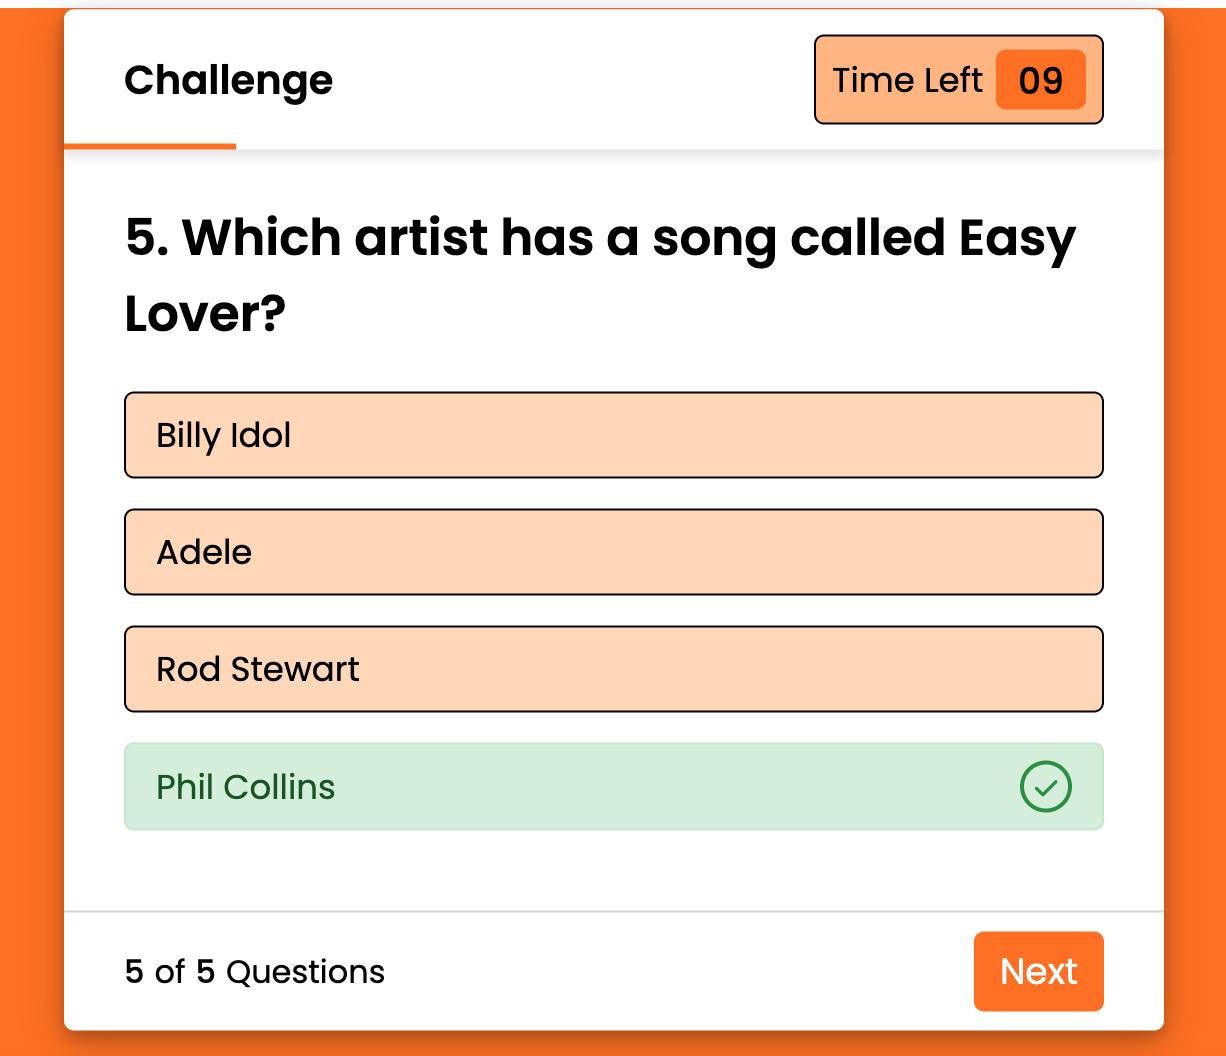 Challenge
Time Left 09
5. Which artist has a song called Easy
Lover?
Billy Idol
Adele
Rod Stewart
Phil Collins
5 of 5 Questions
Next